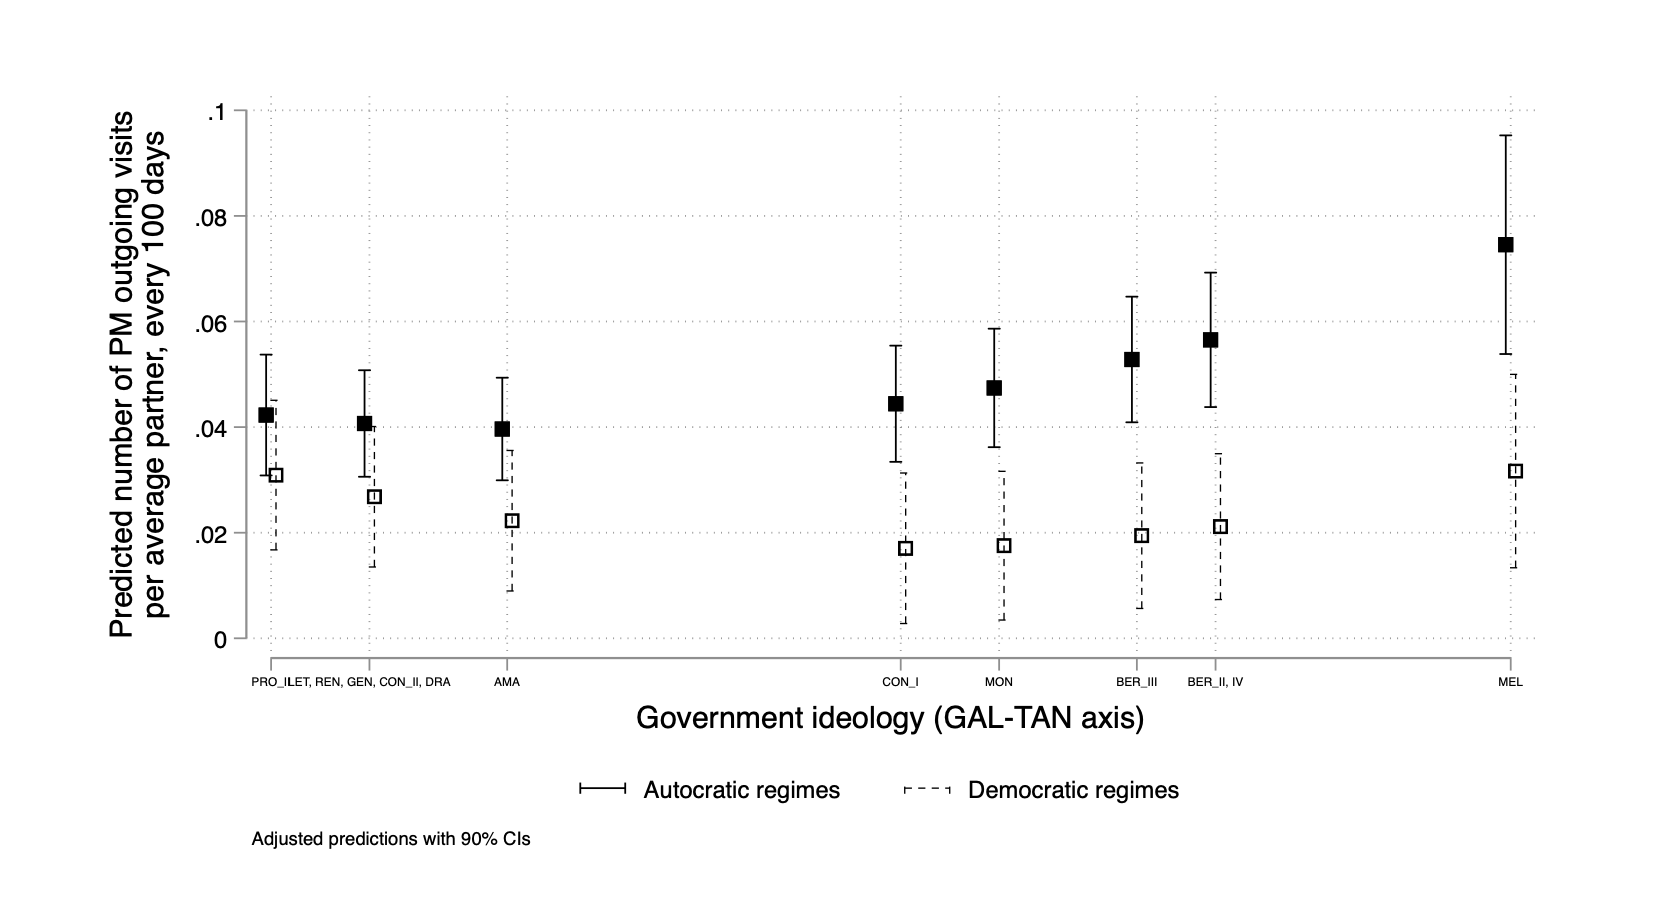 Predicted number of PM outgoing visits
per average partner, every 100 days
.1
.08
.06
.04
.02
0
PRO_ILET, REN, GEN, CON_II, DRA AMA CON_I MON BER_III BER_II, IV MEL
Government ideology (GAL-TAN axis)
Autocratic regimes Democratic regimes
Adjusted predictions with 90% CIs